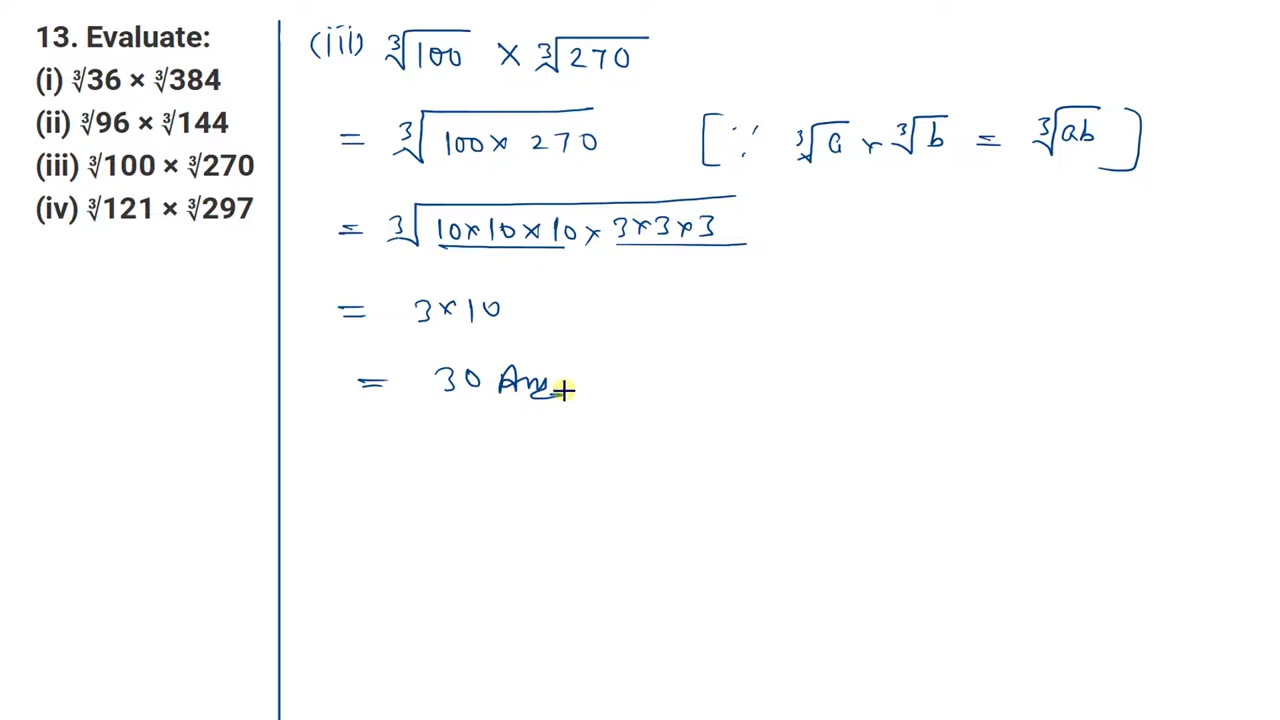 13. Evaluate:
(i) ∛36 × ∛384
(ii) ∛96 × ∛144
(iii) ∛100 × ∛270
(iv) ∛121 × ∛297
(iii) ∛100 × ∛270
= ∛100 × 270 [∵ ∛a × ∛b = ∛ab]
= ∛10×10×10 × 3×3×3
= 3×10
= 30 Ans